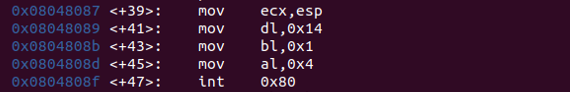 0x08048087 <+39>: mov ecx,esp
0x08048089 <+41>: mov dl,0x14
0x0804808b <+43>: mov bl,0x1
0x0804808d <+45>: mov al,0x4
0x0804808f <+47>: int 0x80